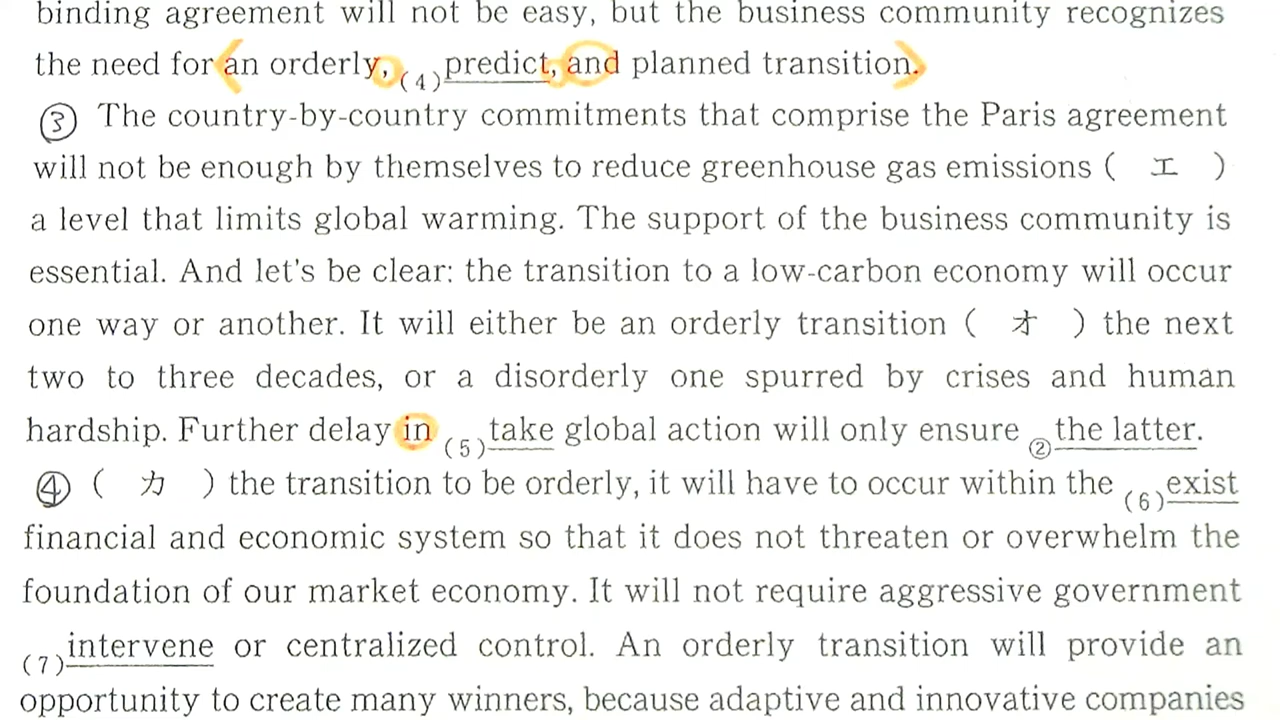 binding agreement will not be easy, but the business community recognizes
the need for an orderly, (4)predict, and planned transition.
③ The country-by-country commitments that comprise the Paris agreement
will not be enough by themselves to reduce greenhouse gas emissions ( エ )
a level that limits global warming. The support of the business community is
essential. And let's be clear: the transition to a low-carbon economy will occur
one way or another. It will either be an orderly transition ( オ ) the next
two to three decades, or a disorderly one spurred by crises and human
hardship. Further delay in (5)take global action will only ensure ②the latter.
④ ( カ ) the transition to be orderly, it will have to occur within the (6)exist
financial and economic system so that it does not threaten or overwhelm the
foundation of our market economy. It will not require aggressive government
(7)intervene or centralized control. An orderly transition will provide an
opportunity to create many winners, because adaptive and innovative companies